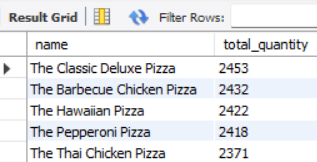 Result Grid Filter Rows:
name total_quantity
The Classic Deluxe Pizza 2453
The Barbecue Chicken Pizza 2432
The Hawaiian Pizza 2422
The Pepperoni Pizza 2418
The Thai Chicken Pizza 2371